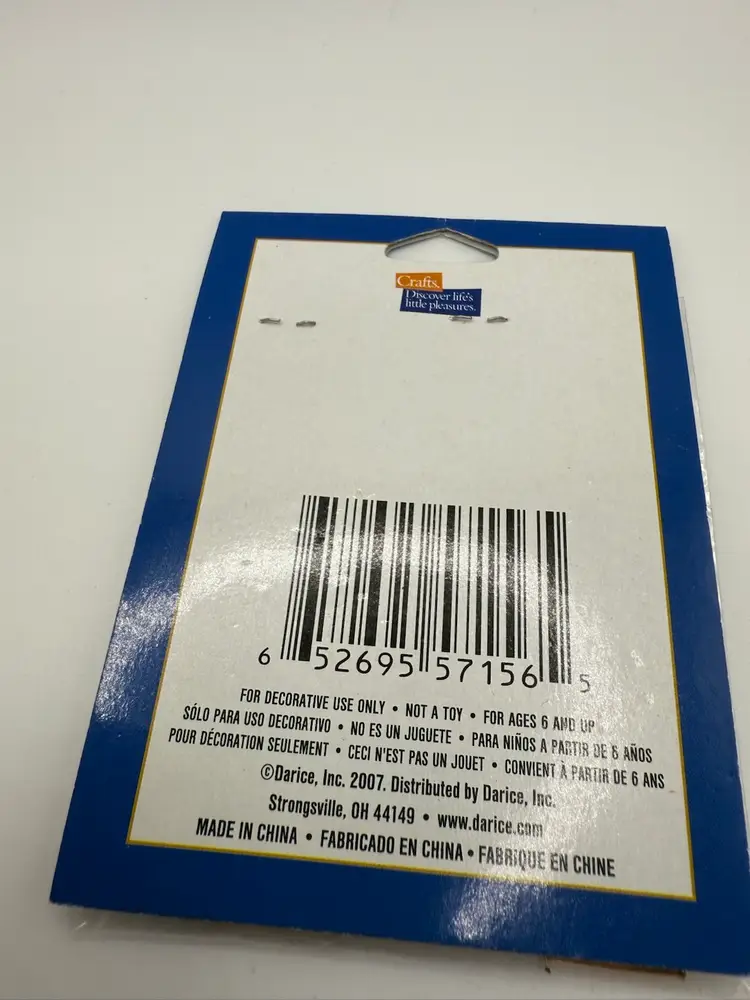 Crafts.
Discover life's
little pleasures.
6 52695 57156 5
FOR DECORATIVE USE ONLY • NOT A TOY • FOR AGES 6 AND UP
SÓLO PARA USO DECORATIVO • NO ES UN JUGUETE • PARA NIÑOS A PARTIR DE 6 AÑOS
POUR DÉCORATION SEULEMENT • CECI N'EST PAS UN JOUET • CONVIENT À PARTIR DE 6 ANS
©Darice, Inc. 2007. Distributed by Darice, Inc.
Strongsville, OH 44149 • www.darice.com
MADE IN CHINA • FABRICADO EN CHINA • FABRIQUE EN CHINE